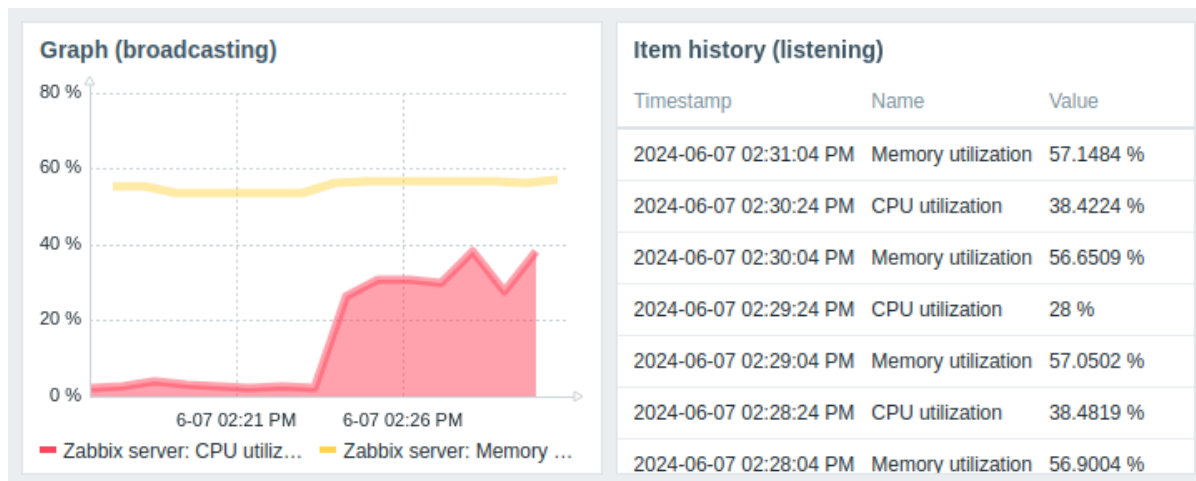 Graph (broadcasting)
80 %
60 %
40 %
20 %
0 %
6-07 02:21 PM 6-07 02:26 PM
Zabbix server: CPU utiliz... Zabbix server: Memory ...
Item history (listening)
Timestamp Name Value
2024-06-07 02:31:04 PM Memory utilization 57.1484 %
2024-06-07 02:30:24 PM CPU utilization 38.4224 %
2024-06-07 02:30:04 PM Memory utilization 56.6509 %
2024-06-07 02:29:24 PM CPU utilization 28 %
2024-06-07 02:29:04 PM Memory utilization 57.0502 %
2024-06-07 02:28:24 PM CPU utilization 38.4819 %
2024-06-07 02:28:04 PM Memory utilization 56.9004 %